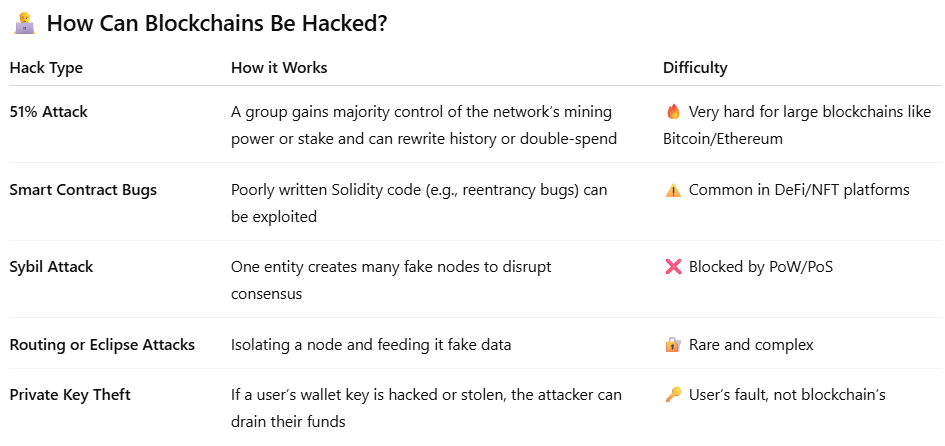 🧑‍💻 How Can Blockchains Be Hacked?
Hack Type How it Works Difficulty
51% Attack A group gains majority control of the network’s mining 🔥 Very hard for large blockchains like
power or stake and can rewrite history or double-spend Bitcoin/Ethereum
Smart Contract Bugs Poorly written Solidity code (e.g., reentrancy bugs) can ⚠️ Common in DeFi/NFT platforms
be exploited
Sybil Attack One entity creates many fake nodes to disrupt ❌ Blocked by PoW/PoS
consensus
Routing or Eclipse Attacks Isolating a node and feeding it fake data 🔐 Rare and complex
Private Key Theft If a user’s wallet key is hacked or stolen, the attacker can 🔑 User’s fault, not blockchain’s
drain their funds